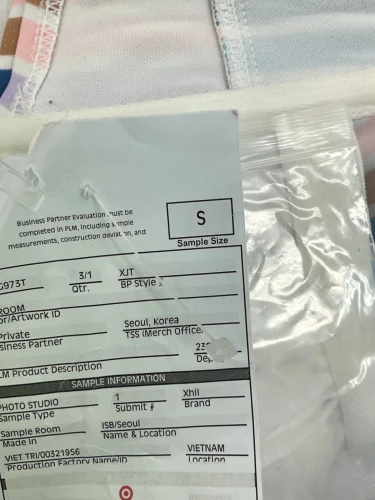 Business Partner Evaluation must be
completed in PLM, including sample
measurements, construction deviation, and
S
Sample Size
G973T 3/1 XJT
Qtr. BP Style
ROOM
or/Artwork ID
Private Seoul, Korea
siness Partner TSS (Merch Office
LM Product Description
SAMPLE INFORMATION
PHOTO STUDIO 1 Xhil
Sample Type Submit # Brand
Sample Room ISB/Seoul
Made in Name & Location
VIET TRI/00321956 VIETNAM
Production Factory Name/ID Location